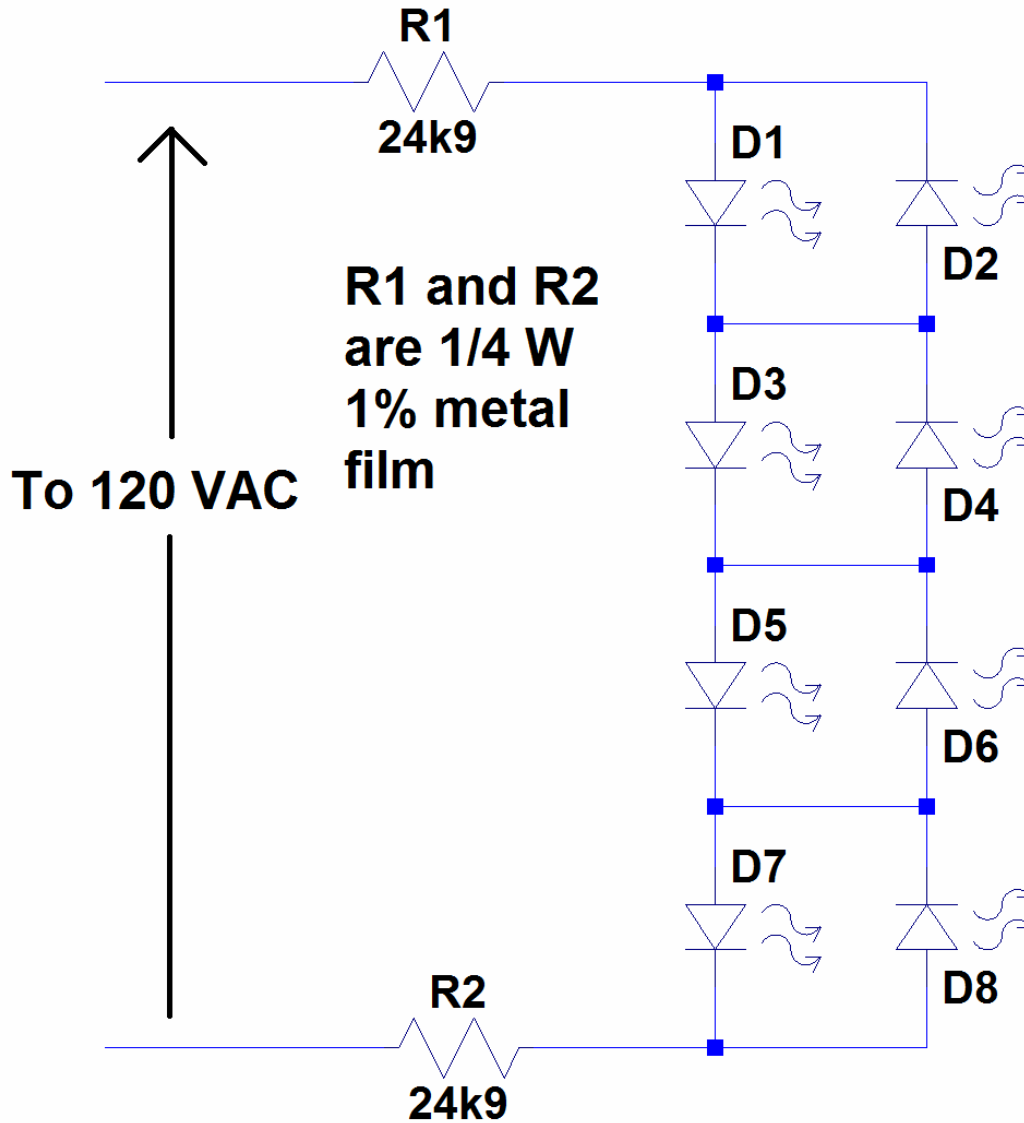 R1
24k9
D1
D2
R1 and R2
are 1/4 W
1% metal
film
D3
To 120 VAC
D4
D5
D6
D7
D8
R2
24k9